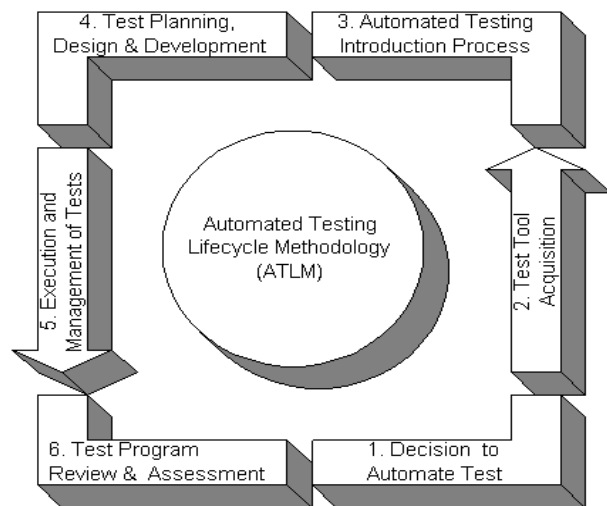 4. Test Planning,
Design & Development
3. Automated Testing
Introduction Process
5. Execution and
Management of Tests
Automated Testing
Lifecycle Methodology
(ATLM)
2. Test Tool
Acquisition
6. Test Program
Review & Assessment
1. Decision to
Automate Test